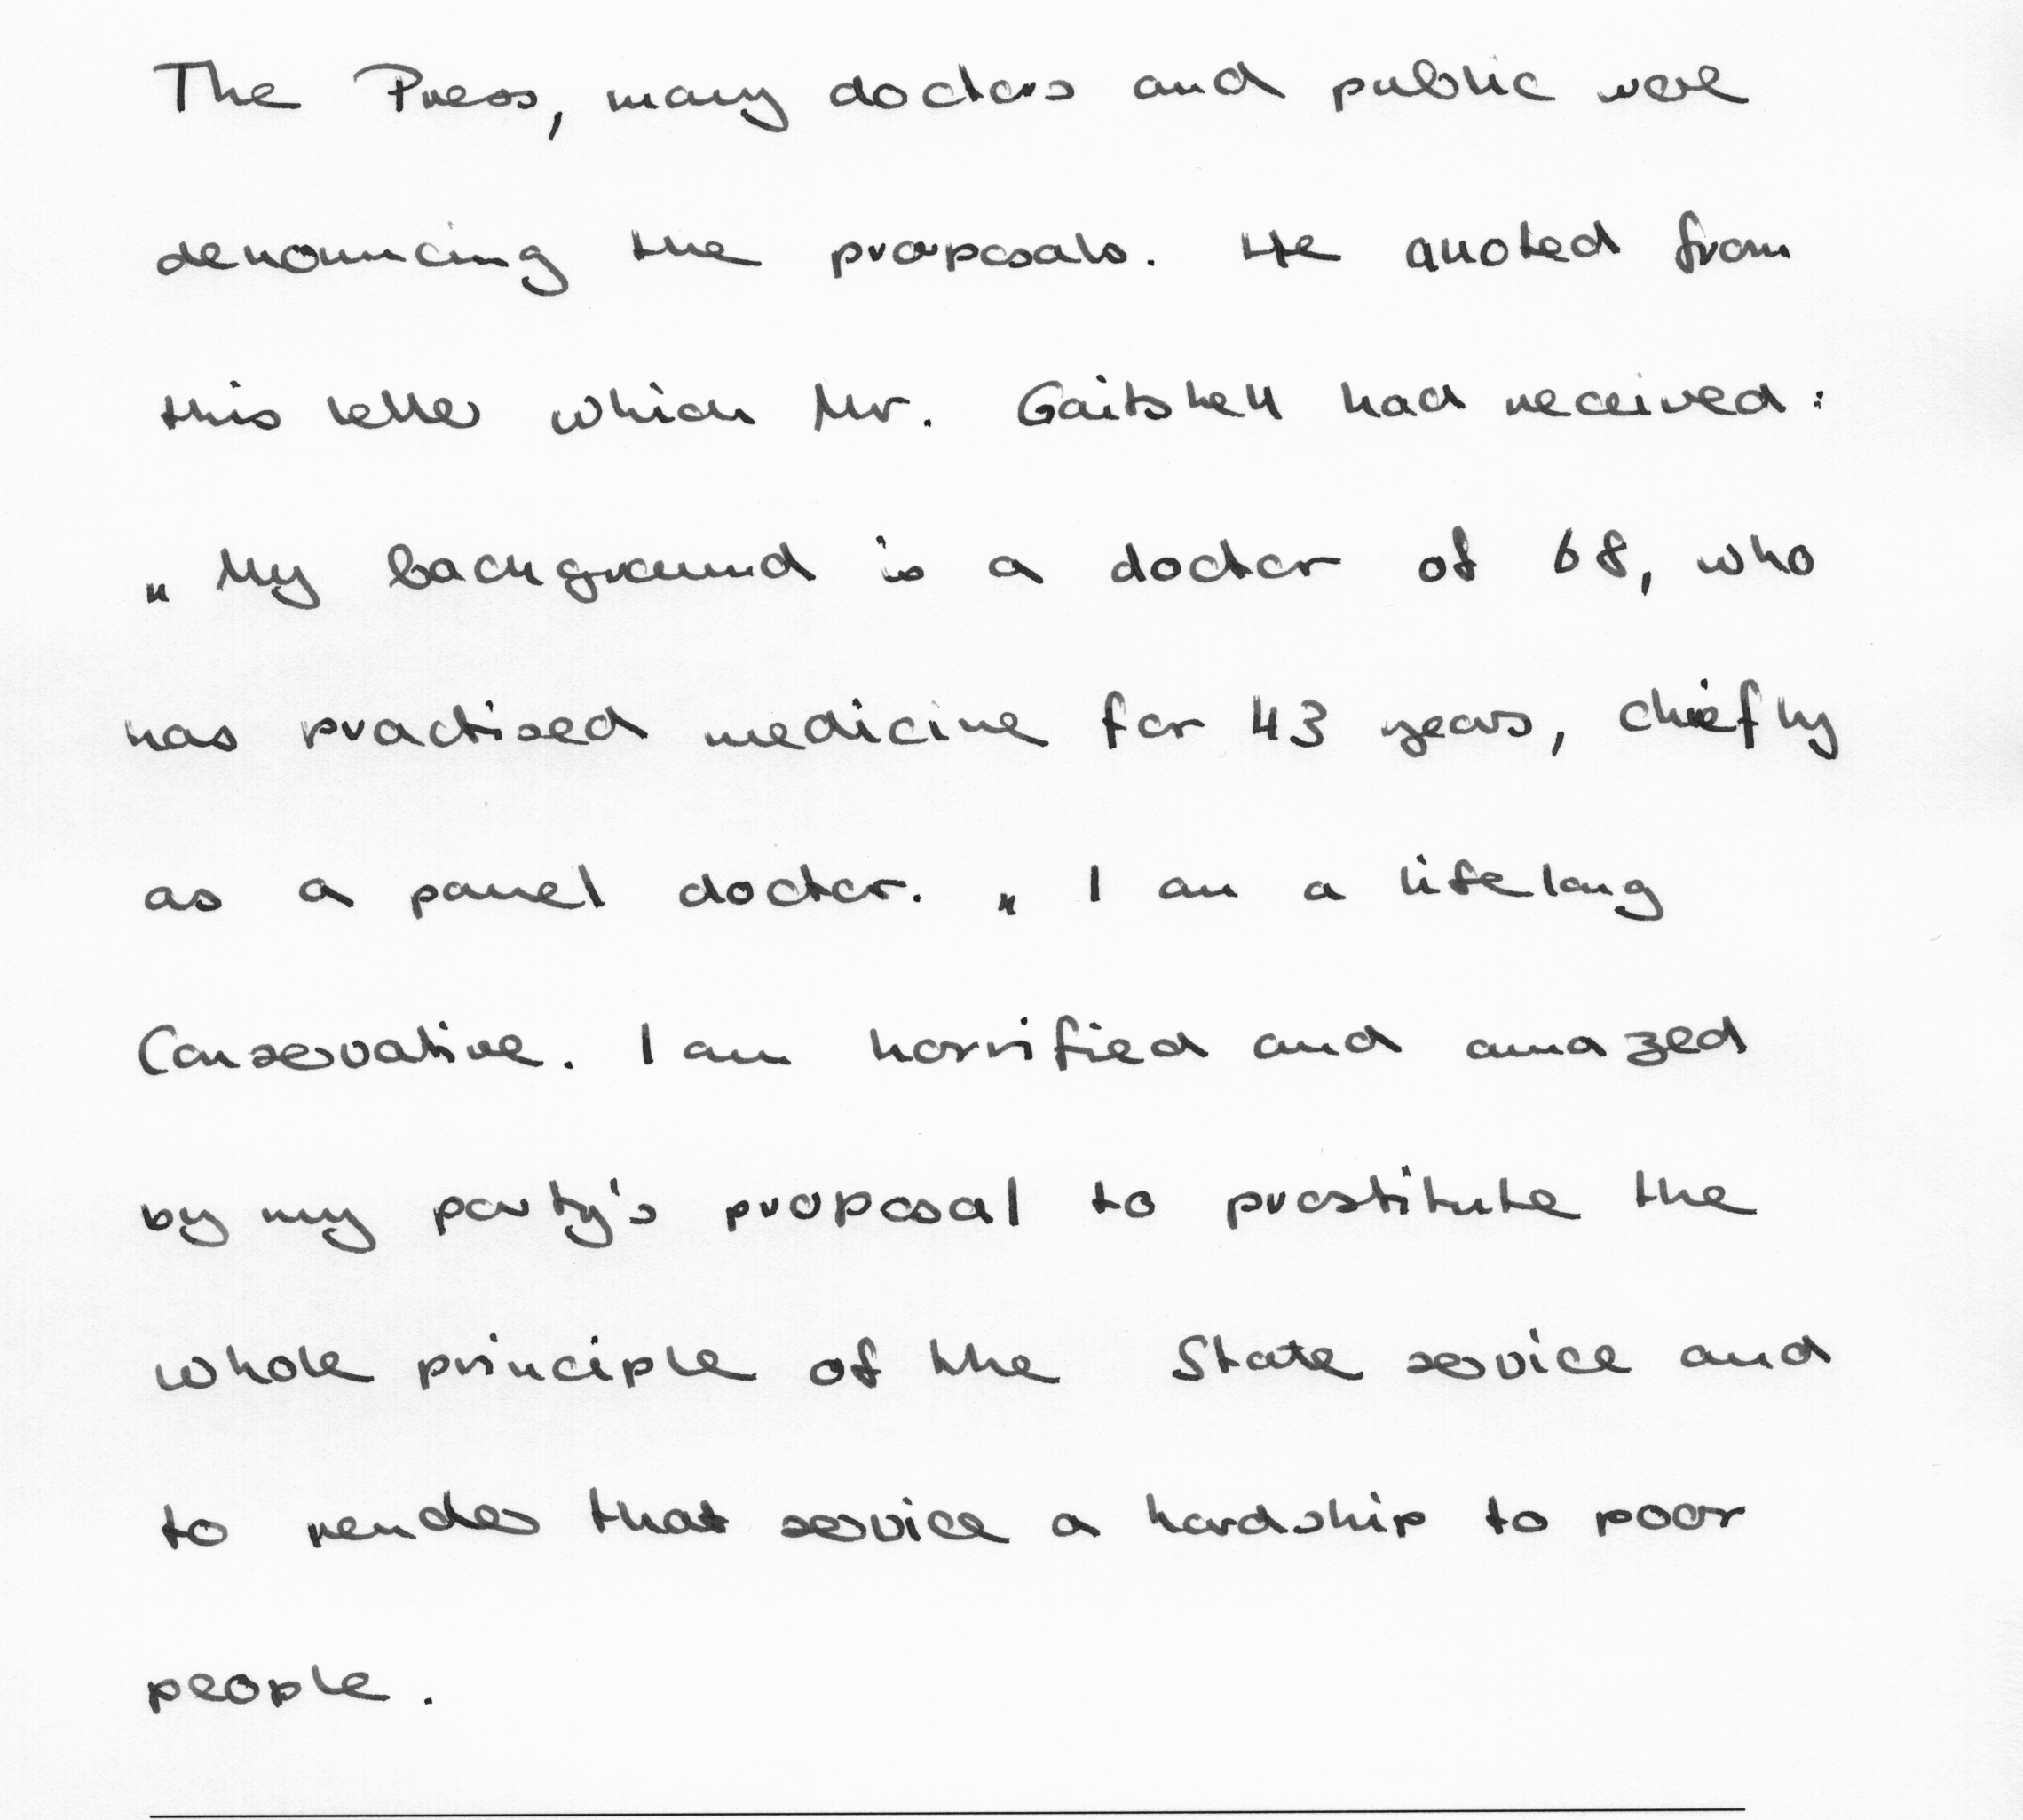 The Press, many doctors and public were
denouncing the proposals. He quoted from
this letter which Mr. Gaitskell had received:
„ My background is a doctor of 68, who
has practised medicine for 43 years, chiefly
as a panel doctor. „ I am a lifelong
Conservative. I am horrified and amazed
by my party's proposal to prostitute the
whole principle of the State service and
to render that service a hardship to poor
people.